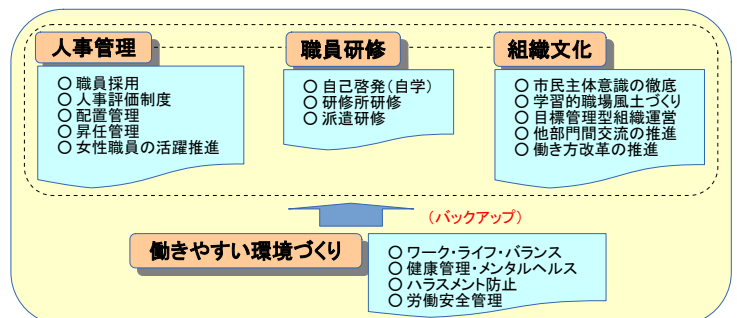 人事管理
○ 職員採用
○ 人事評価制度
○ 配置管理
○ 昇任管理
○ 女性職員の活躍推進
職員研修
○ 自己啓発(自学)
○ 研修所研修
○ 派遣研修
組織文化
○ 市民主体意識の徹底
○ 学習的職場風土づくり
○ 目標管理型組織運営
○ 他部門間交流の推進
○ 働き方改革の推進
(バックアップ)
働きやすい環境づくり
○ ワーク・ライフ・バランス
○ 健康管理・メンタルヘルス
○ ハラスメント防止
○ 労働安全管理